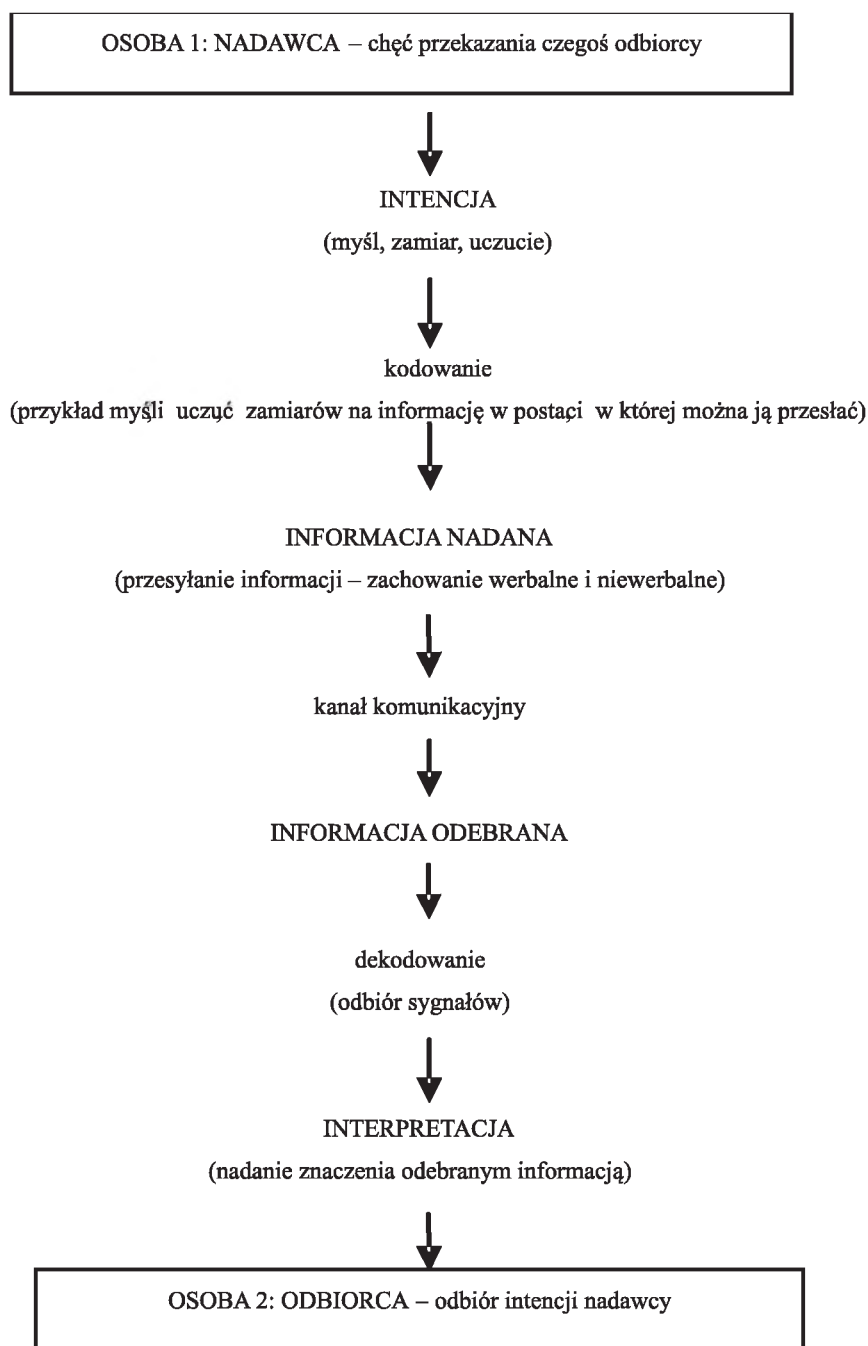 OSOBA 1: NADAWCA – chęć przekazania czegoś odbiorcy
INTENCJA
(myśl, zamiar, uczucie)
kodowanie
(przykład myśli uczuć zamiarów na informację w postaci w której można ją przesłać)
INFORMACJA NADANA
(przesyłanie informacji – zachowanie werbalne i niewerbalne)
kanał komunikacyjny
INFORMACJA ODEBRANA
dekodowanie
(odbiór sygnałów)
INTERPRETACJA
(nadanie znaczenia odebranym informacją)
OSOBA 2: ODBIORCA – odbiór intencji nadawcy